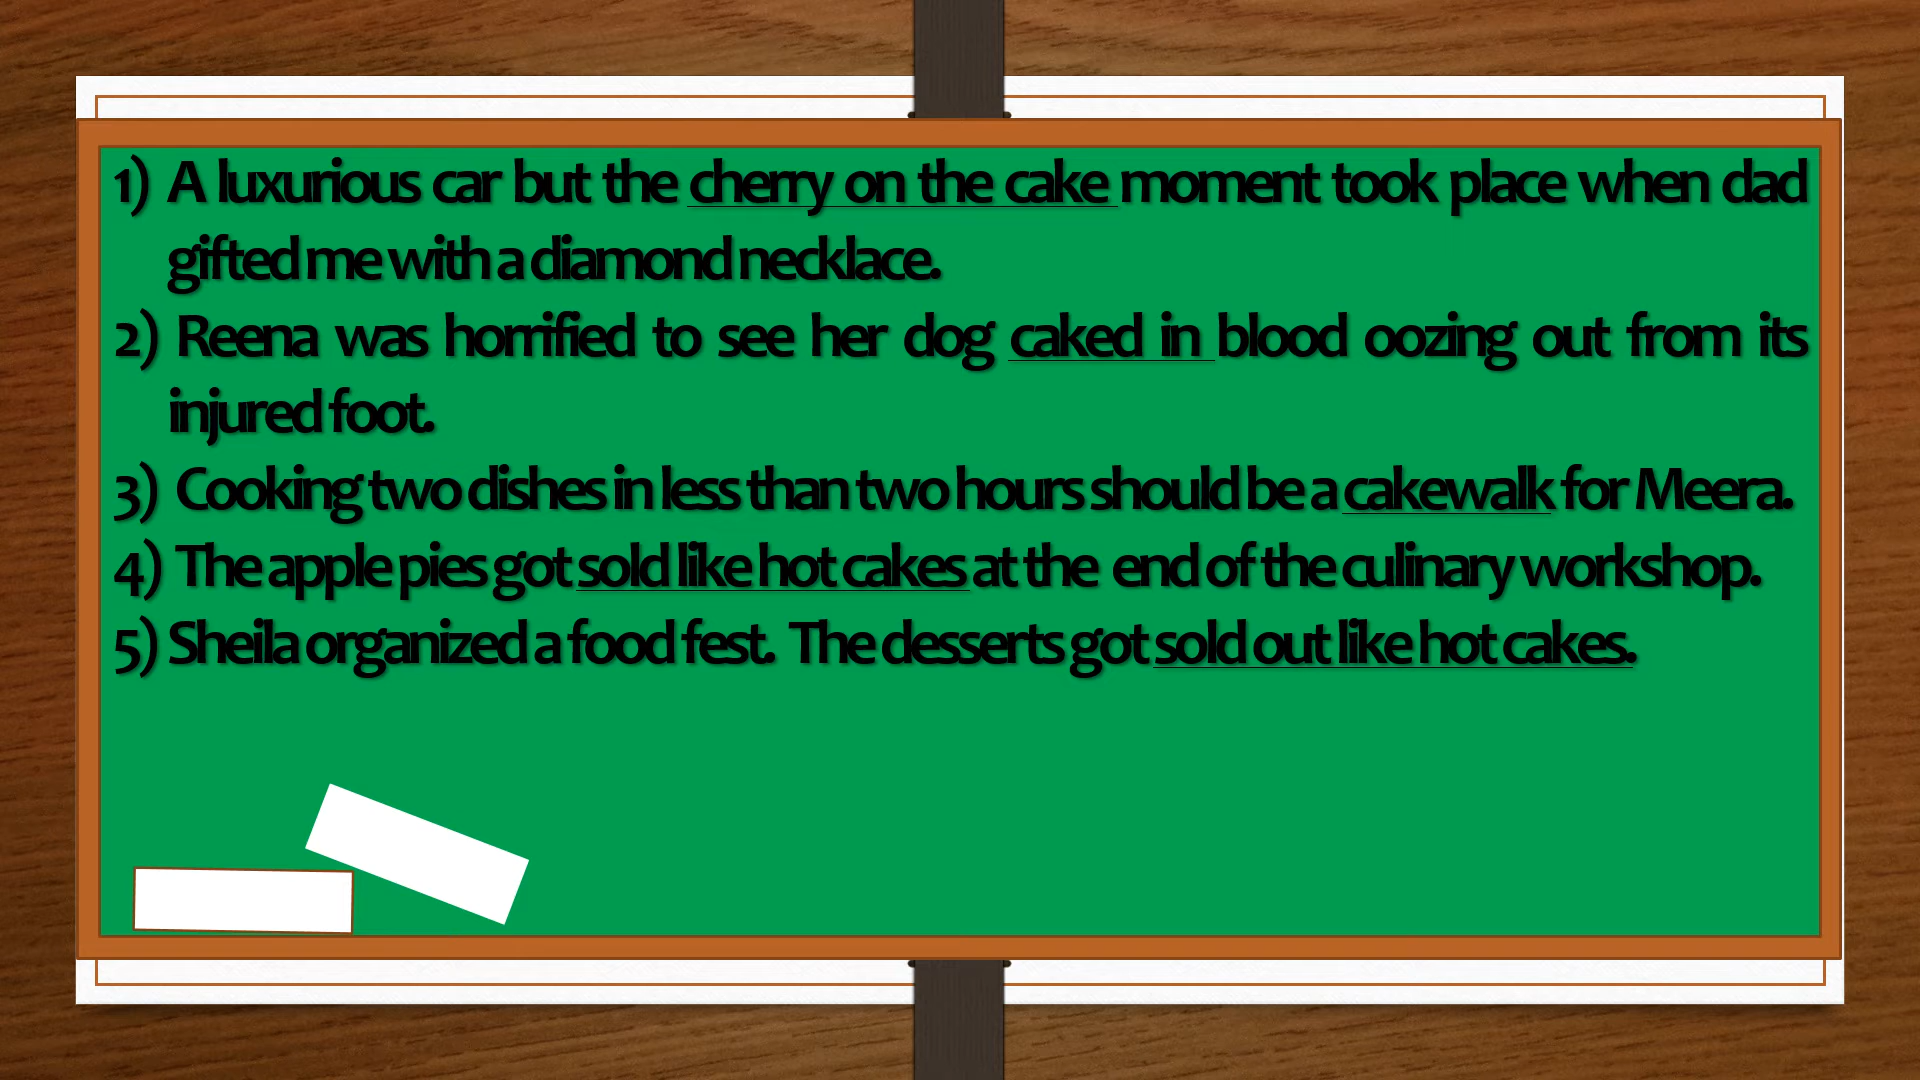 1) A luxurious car but the cherry on the cake moment took place when dad
gifted me with a diamond necklace.
2) Reena was horrified to see her dog caked in blood oozing out from its
injured foot.
3) Cooking two dishes in less than two hours should be a cakewalk for Meera.
4) The apple pies got sold like hot cakes at the end of the culinary workshop.
5) Sheila organized a food fest. The desserts got sold out like hot cakes.